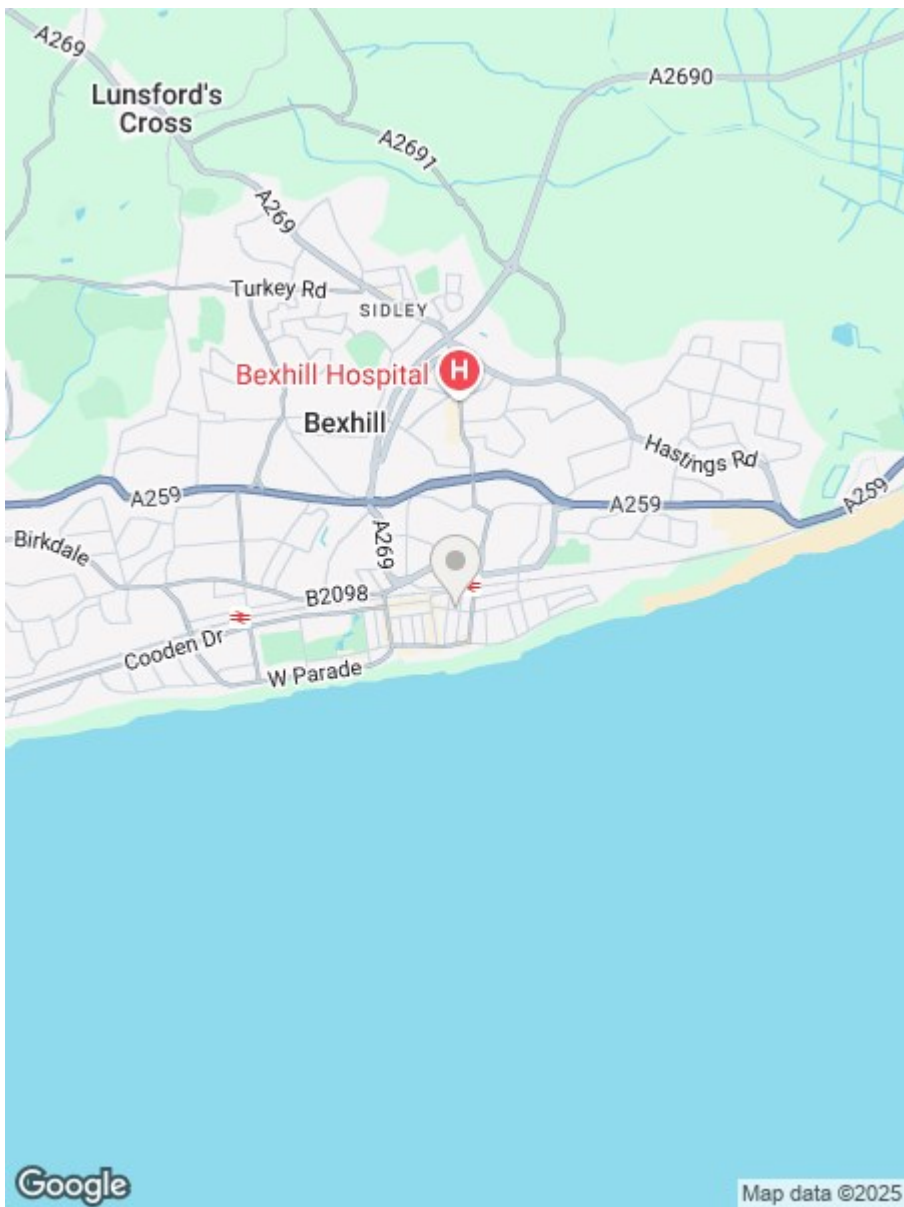 A269
A2690
Lunsford's
Cross
A2691
A269
Turkey Rd
SIDLEY
Bexhill Hospital
H
Bexhill
Hastings Rd
A259
A259
A259
Birkdale
A269
B2098
Cooden Dr
W Parade
Google
Map data ©2025